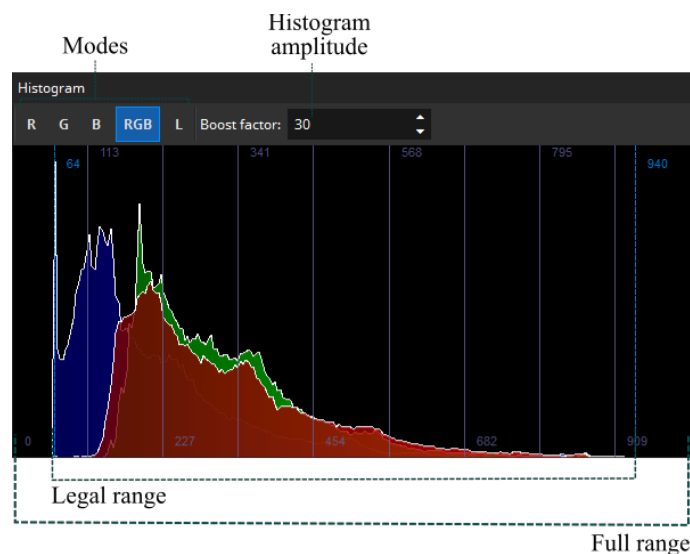 Histogram
Modes
amplitude
Histogram
R G B RGB L Boost factor: 30
113 341 568 795
64 940
0 227 454 682 909
Legal range
Full range